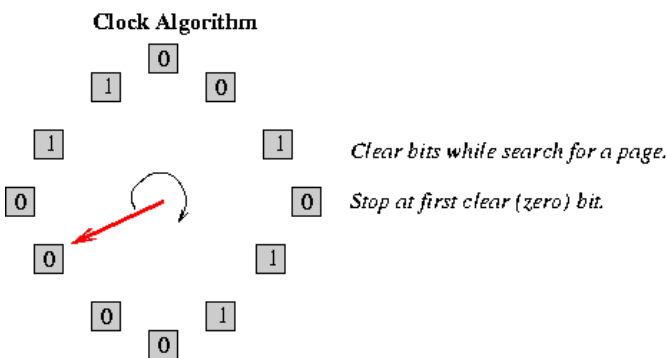 Clock Algorithm
0
1 0
1 1 Clear bits while search for a page.
0 0 Stop at first clear (zero) bit.
0 1
0 1
0